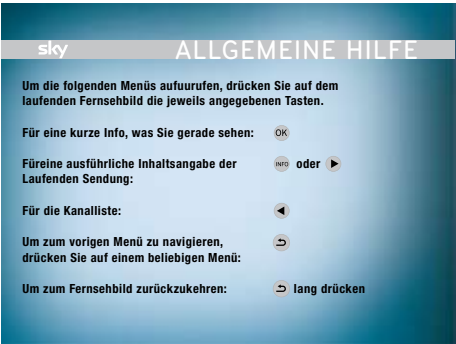 sky ALLGEMEINE HILFE
Um die folgenden Menüs aufuurufen, drücken Sie auf dem
laufenden Fernsehbild die jeweils angegebenen Tasten.
Für eine kurze Info, was Sie gerade sehen: OK
Füreine ausführliche Inhaltsangabe der INFO oder
Laufenden Sendung:
Für die Kanalliste:
Um zum vorigen Menü zu navigieren,
drücken Sie auf einem beliebigen Menü:
Um zum Fernsehbild zurückzukehren: lang drücken